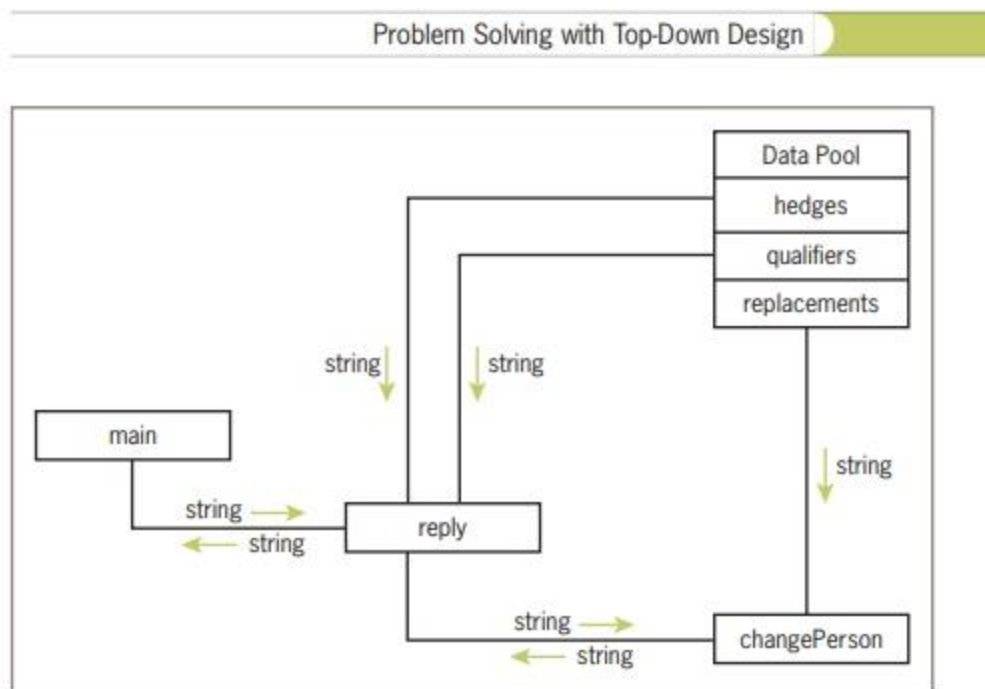 Problem Solving with Top-Down Design
Data Pool
hedges
qualifiers
replacements
string
string
main
string
string
reply
string
string
changePerson
string